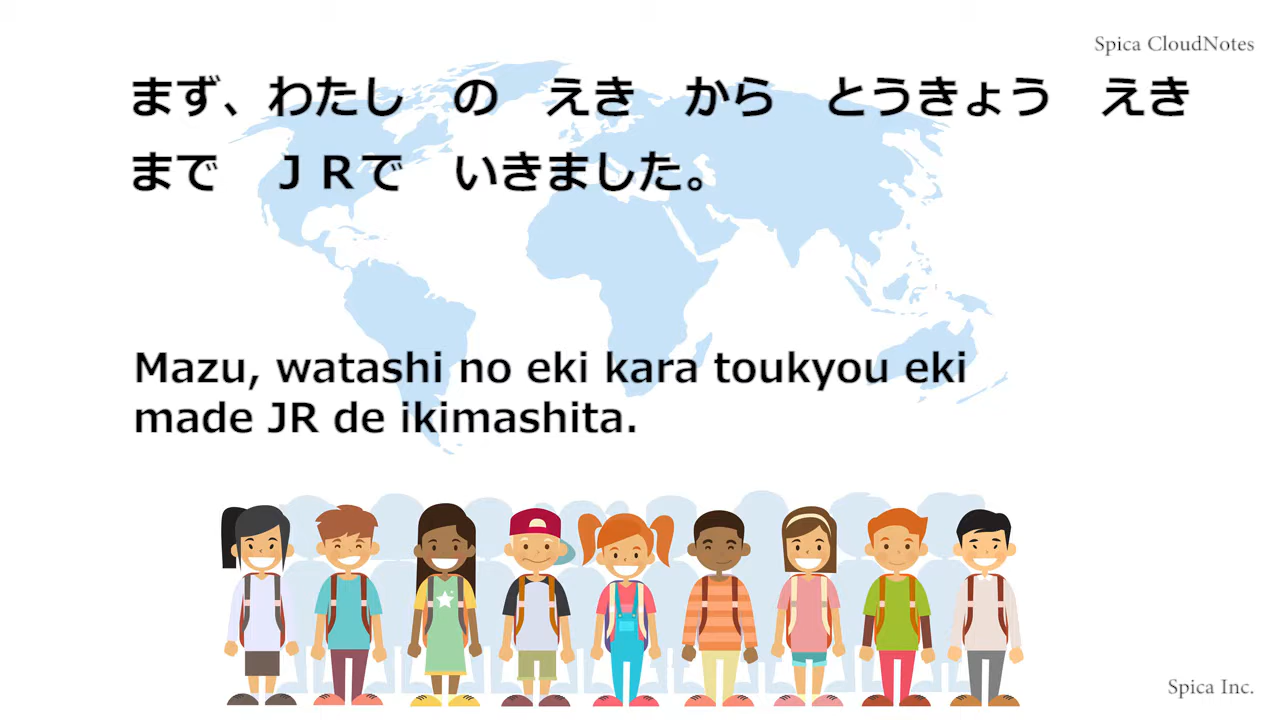 Spica CloudNotes
まず、わたし　の　えき　から　とうきょう　えき
まで　ＪＲで　いきました。
Mazu, watashi no eki kara toukyou eki
made JR de ikimashita.
Spica Inc.